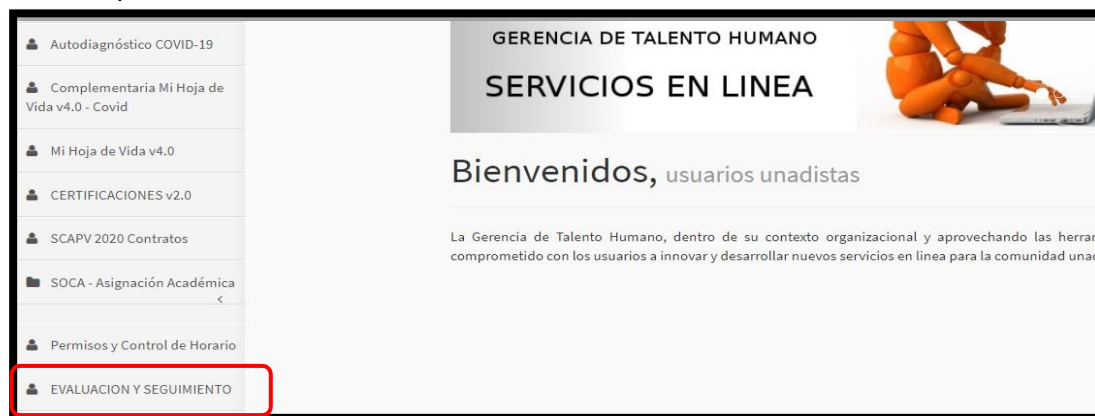 Autodiagnóstico COVID-19
Complementaria Mi Hoja de
Vida v4.0 - Covid
Mi Hoja de Vida v4.0
CERTIFICACIONES v2.0
SCAPV 2020 Contratos
SOCA - Asignación Académica
<
Permisos y Control de Horario
EVALUACION Y SEGUIMIENTO
GERENCIA DE TALENTO HUMANO
SERVICIOS EN LINEA
Bienvenidos, usuarios unadistas
La Gerencia de Talento Humano, dentro de su contexto organizacional y aprovechando las
comprometido con los usuarios a innovar y desarrollar nuevos servicios en linea para la comunidad